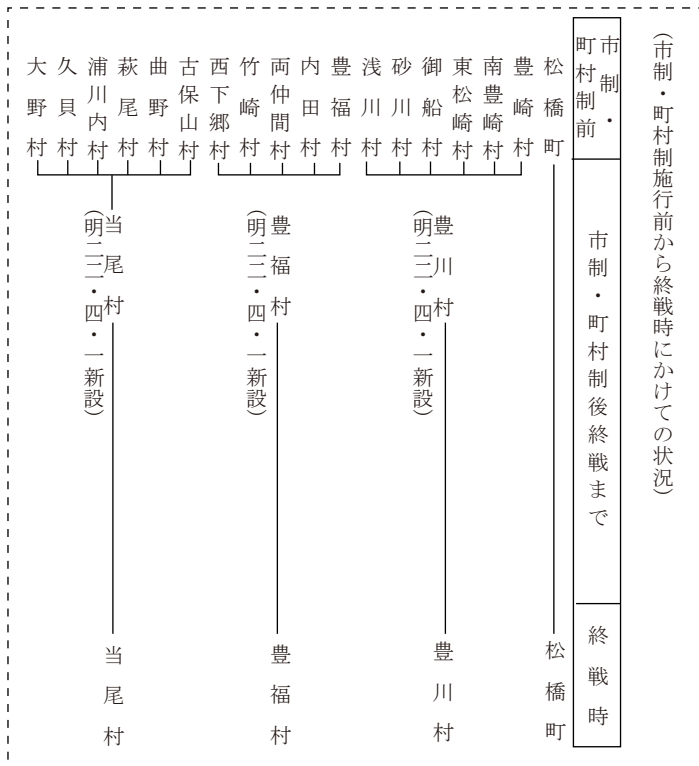 （市制・町村制施行前から終戦時にかけての状況）
市制・
町村制前
市制・町村制後終戦まで
終戦時
松橋町
松橋町
豊崎村
南豊崎村
東松崎村
御船村
砂川村
浅川村
豊川村
（明二二・四・一新設）
豊川村
豊福村
内田村
両仲間村
竹崎村
西下郷村
豊福村
（明二二・四・一新設）
豊福村
古保山村
曲野村
萩尾村
浦川内村
久貝村
大野村
当尾村
（明二二・四・一新設）
当尾村